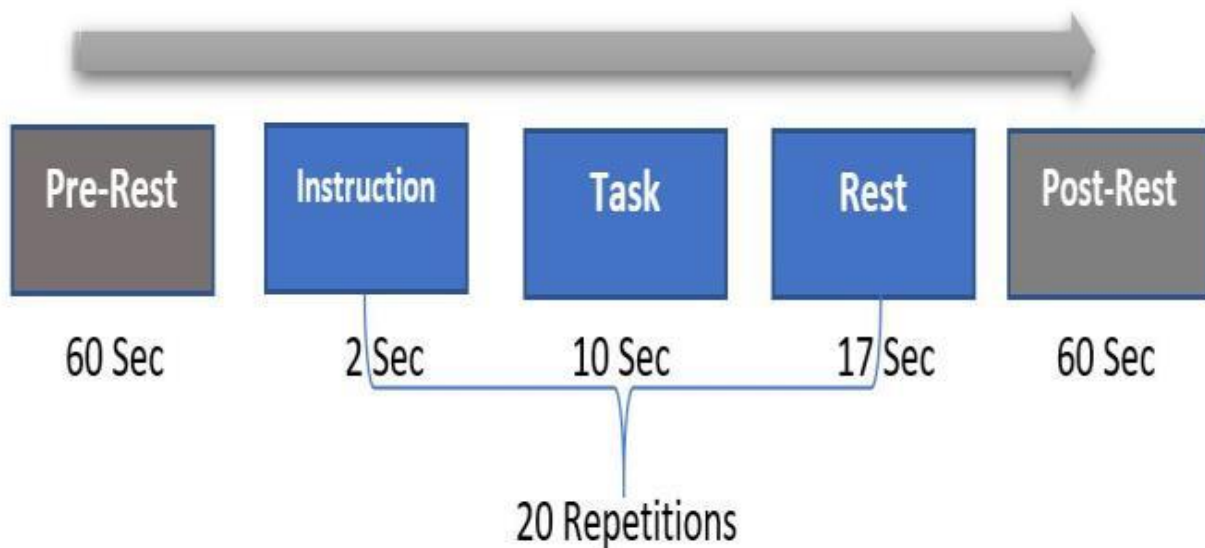 Pre-Rest
Instruction
Task
Rest
Post-Rest
60 Sec
2 Sec
10 Sec
17 Sec
60 Sec
20 Repetitions